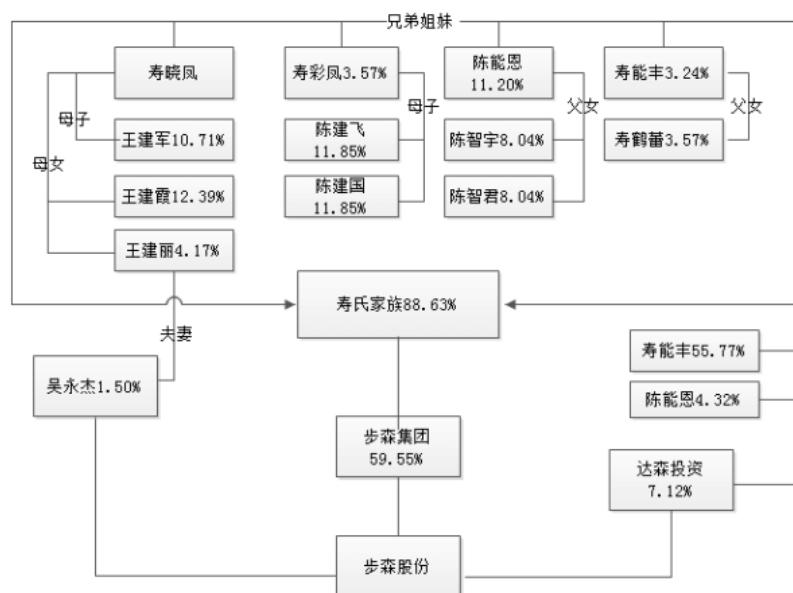 兄弟姐妹
寿晓凤
寿彩凤3.57%
陈能恩
11.20%
寿能丰3.24%
母子
母子
父女
父女
王建军10.71%
陈建飞
11.85%
陈智宇8.04%
寿鹤蕾3.57%
母女
王建霞12.39%
陈建国
11.85%
陈智君8.04%
王建丽4.17%
寿氏家族88.63%
夫妻
寿能丰55.77%
吴永杰1.50%
陈能恩4.32%
步森集团
59.55%
达森投资
7.12%
步森股份